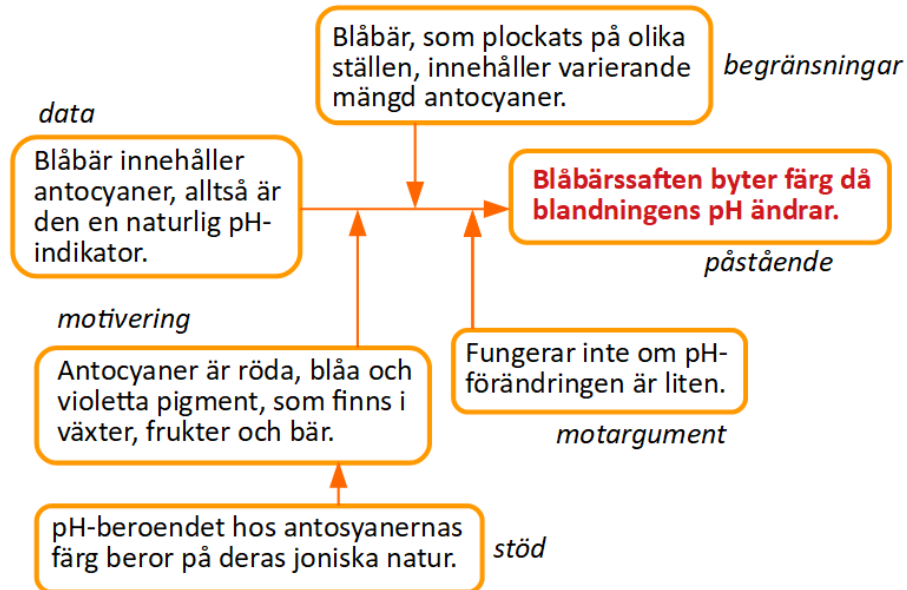 Blåbär, som plockats på olika
ställen, innehåller varierande
mängd antocyaner.
begränsningar
data
Blåbär innehåller
antocyaner, alltså är
den en naturlig pH-
indikator.
Blåbärssaften byter färg då
blandningens pH ändrar.
påstående
motivering
Antocyaner är röda, blåa och
violetta pigment, som finns i
växter, frukter och bär.
Fungerar inte om pH-
förändringen är liten.
motargument
pH-beroendet hos antosyanernas
färg beror på deras joniska natur.
stöd